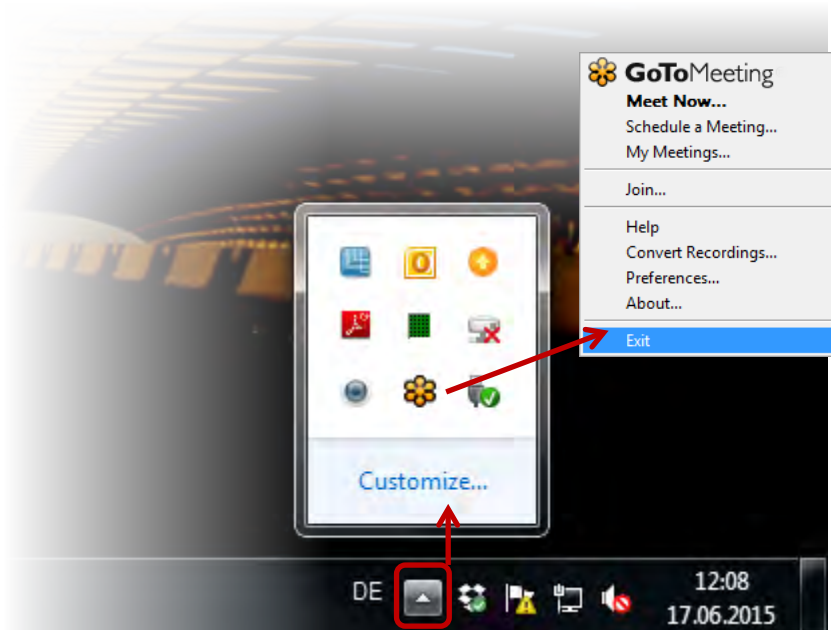 GoToMeeting
Meet Now...
Schedule a Meeting...
My Meetings...
Join...
Help
Convert Recordings...
Preferences...
About...
Exit
Customize...
DE
12:08
17.06.2015